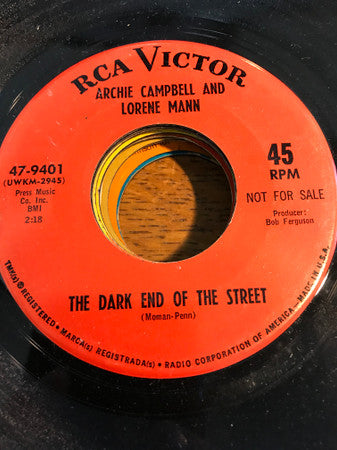 RCA VICTOR
ARCHIE CAMPBELL AND
LORENE MANN
47-9401
(UWKM-2945)
Press Music
Co. Inc.
BMI
2:18
45
RPM
NOT FOR SALE
Producer:
Bob Ferguson
THE DARK END OF THE STREET
(Moman-Penn)
TMK(s) ® REGISTERED • MARCA(s) REGISTRADA(s) • RADIO CORPORATION OF AMERICA—MADE IN U.S.A.